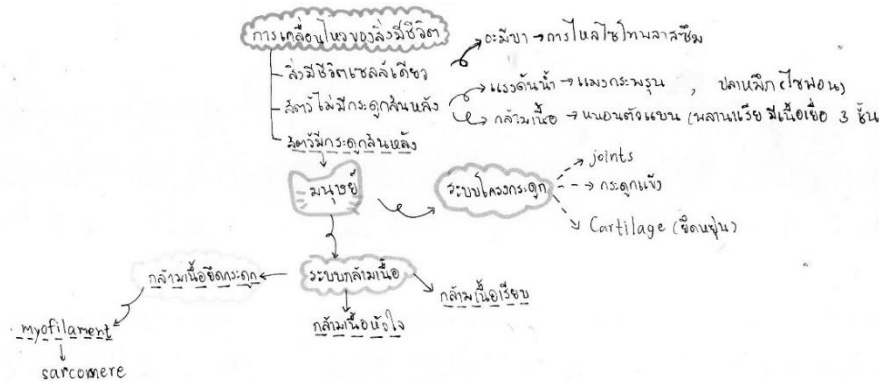 การเคลื่อนไหวของสิ่งมีชีวิต
สิ่งมีชีวิตเซลล์เดียว
อะมีบา → การไหลไซโทพลาสซึม
สัตว์ไม่มีกระดูกสันหลัง
แรงดันน้ำ → แมงกระพรุน , ปลาหมึก (ไซฟอน)
กล้ามเนื้อ → หนอนตัวแบน (พลานาเรีย มีเนื้อเยื่อ 3 ชั้น
สัตว์มีกระดูกสันหลัง
มนุษย์
ระบบโครงกระดูก
joints
กระดูกแข็ง
Cartilage (ยืดหยุ่น)
ระบบกล้ามเนื้อ
กล้ามเนื้อยึดกระดูก
กล้ามเนื้อเรียบ
กล้ามเนื้อหัวใจ
myofilament
sarcomere